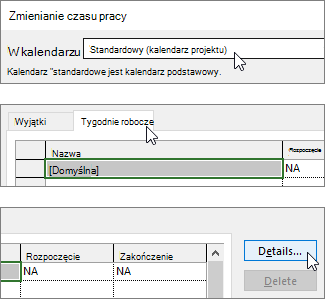 Zmienianie czasu pracy
W kalendarzu Standardowy (kalendarz projektu)
Kalendarz "standardowe jest kalendarz podstawowy.
Wyjątki Tygodnie robocze
Nazwa Rozpoczęcie
[Domyślna] NA
Rozpoczęcie Zakończenie Details...
NA NA Delete